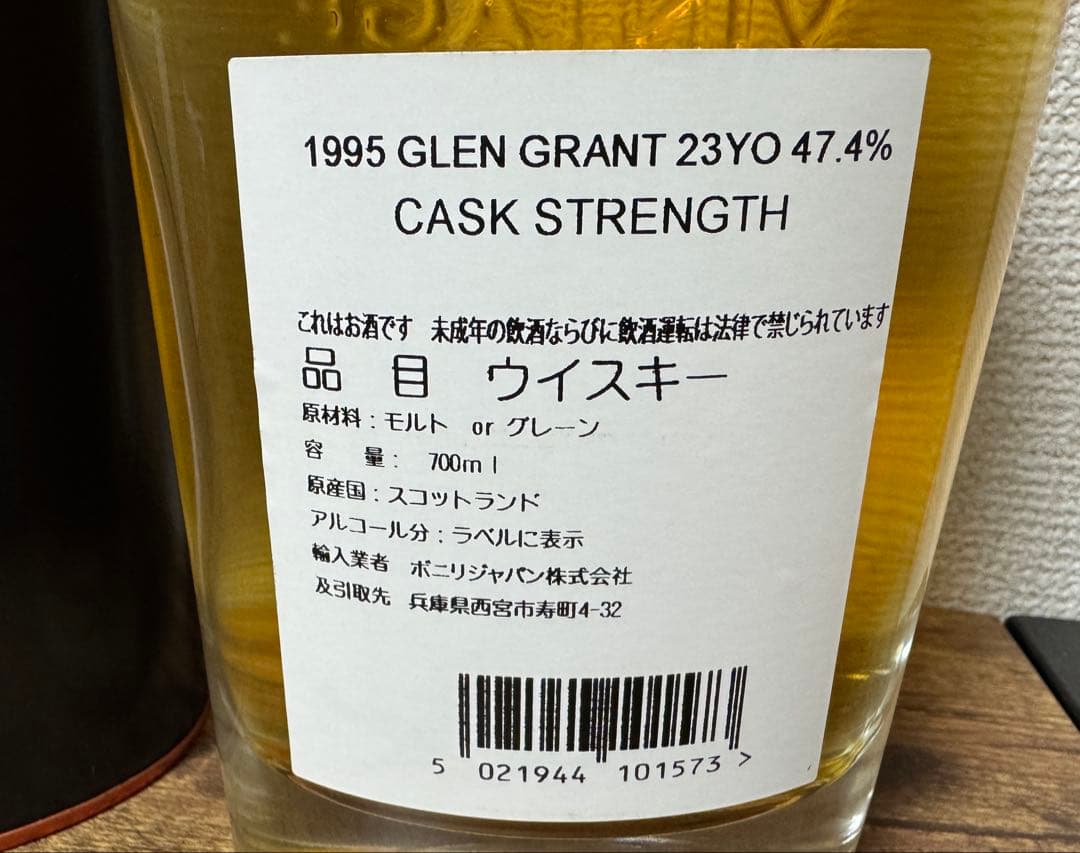 1995 GLEN GRANT 23YO 47.4%
CASK STRENGTH
これはお酒です　未成年の飲酒ならびに飲酒運転は法律で禁じられています
品　目　ウイスキー
原材料：モルト　or グレーン
容　量：　700ml
原産国：スコットランド
アルコール分：ラベルに表示
輸入業者　ボニリジャパン株式会社
及引取先　兵庫県西宮市寿町4-32
5 021944 101573 >